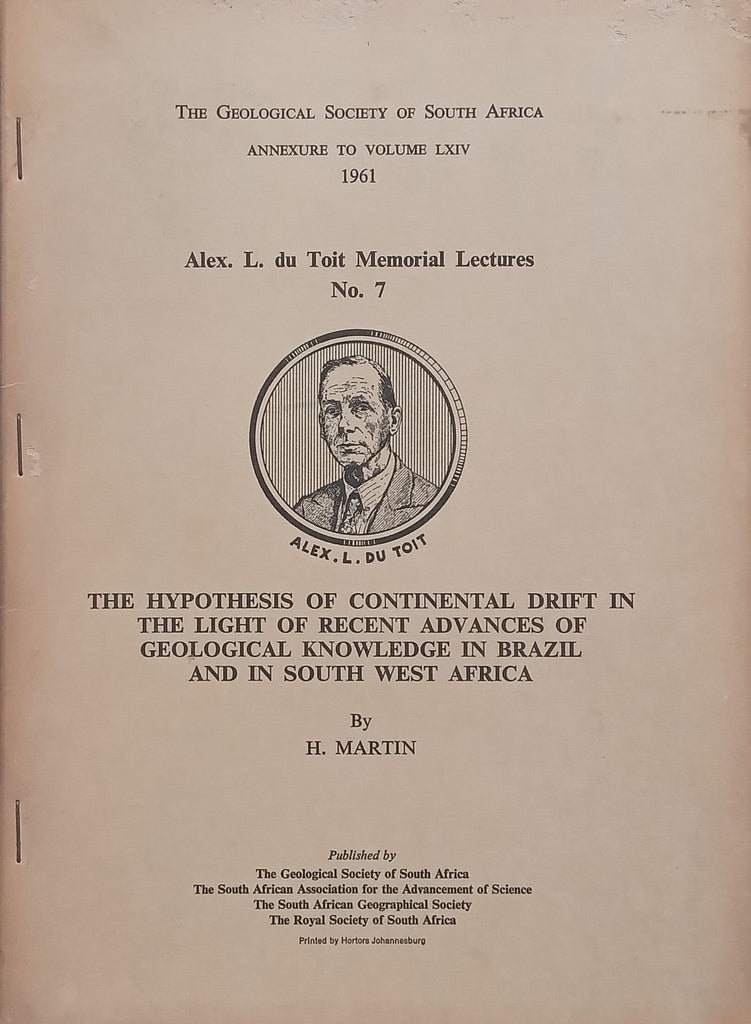 THE GEOLOGICAL SOCIETY OF SOUTH AFRICA
ANNEXURE TO VOLUME LXIV
1961
Alex. L. du Toit Memorial Lectures
No. 7
ALEX. L. DU TOIT
THE HYPOTHESIS OF CONTINENTAL DRIFT IN
THE LIGHT OF RECENT ADVANCES OF
GEOLOGICAL KNOWLEDGE IN BRAZIL
AND IN SOUTH WEST AFRICA
By
H. MARTIN
Published by
The Geological Society of South Africa
The South African Association for the Advancement of Science
The South African Geographical Society
The Royal Society of South Africa
Printed by Hortors Johannesburg